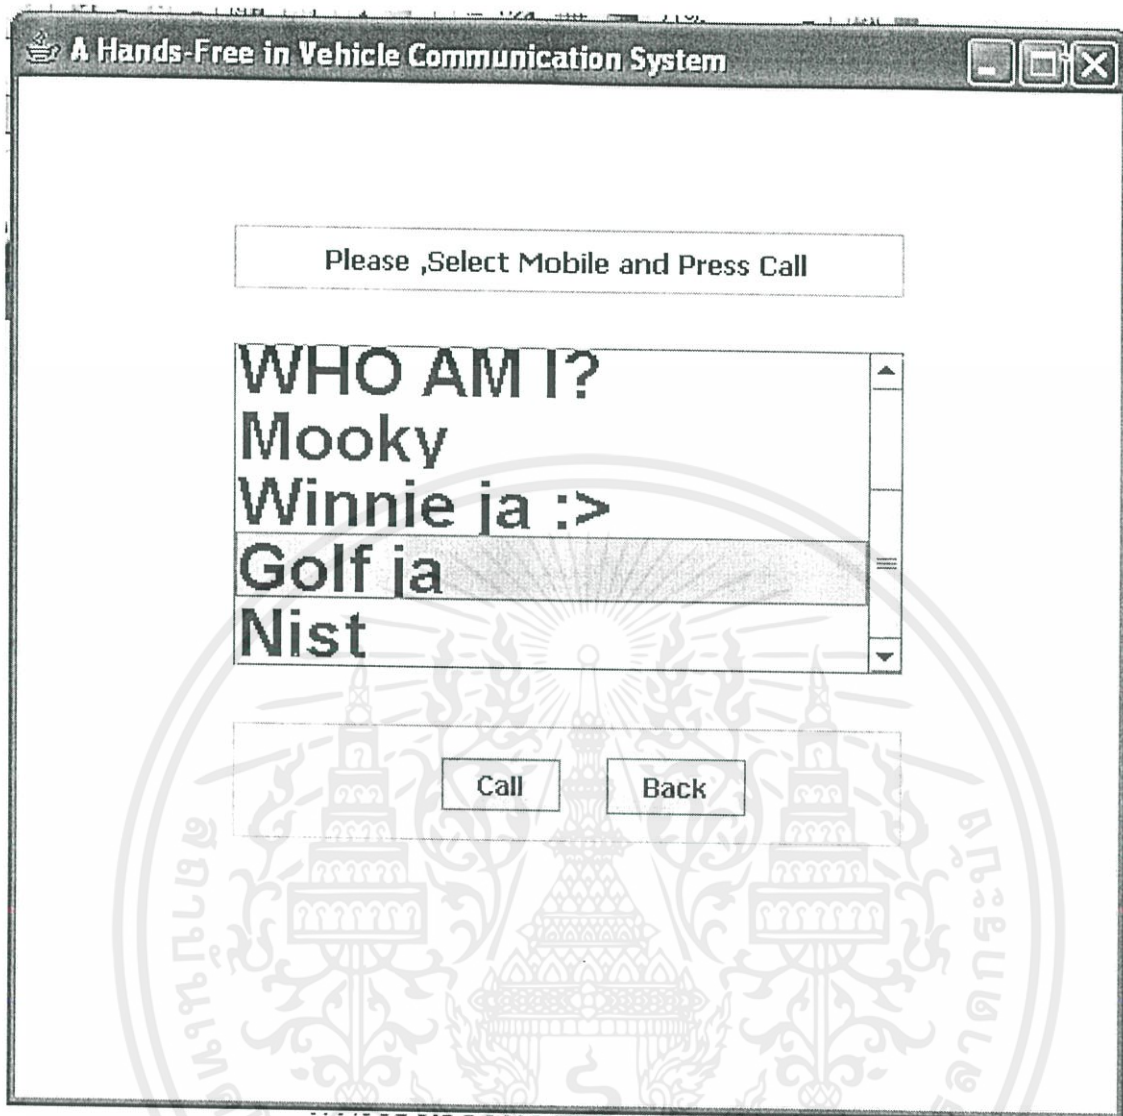 A Hands-Free in Vehicle Communication System
Please ,Select Mobile and Press Call
WHO AM I?
Mooky
Winnie ja :>
Golf ja
Nist
Call
Back